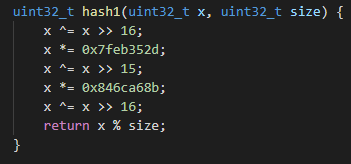 uint32_t hash1(uint32_t x, uint32_t size) {
    x ^= x >> 16;
    x *= 0x7feb352d;
    x ^= x >> 15;
    x *= 0x846ca68b;
    x ^= x >> 16;
    return x % size;
}